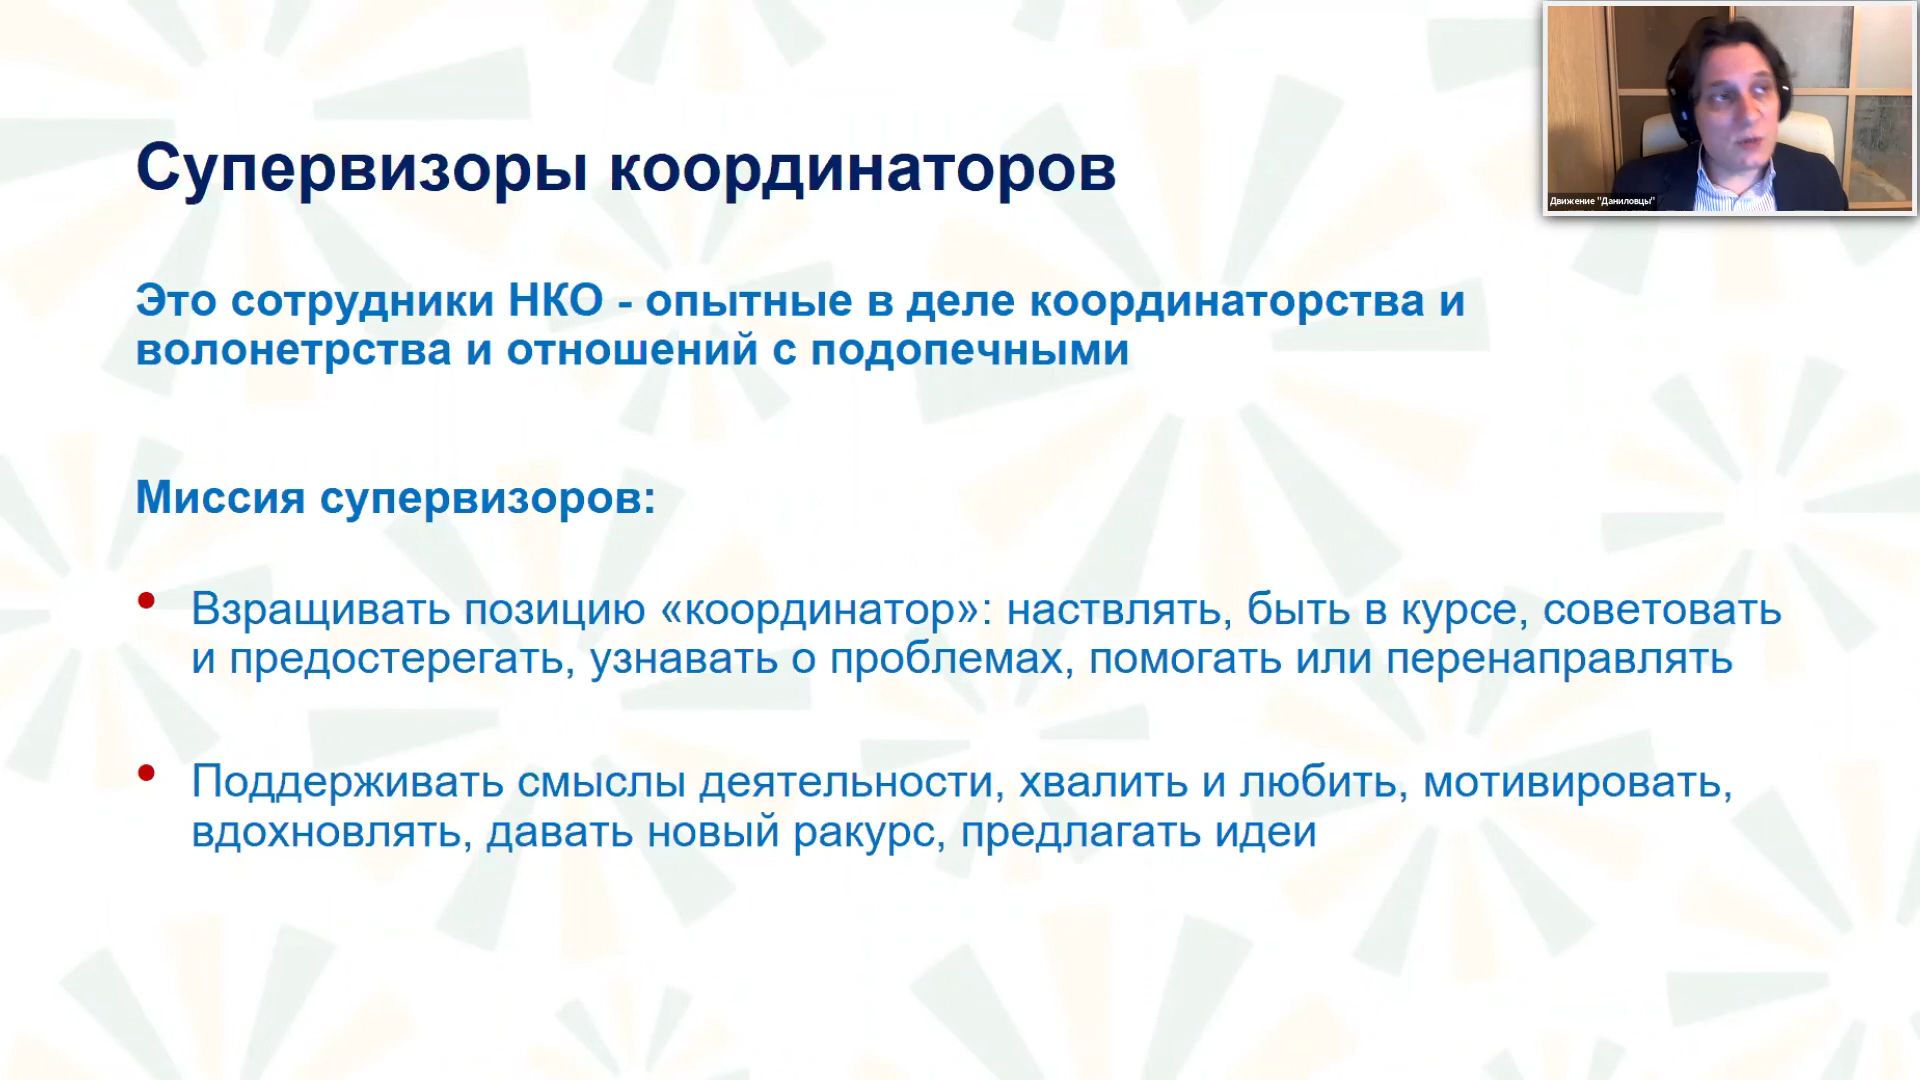 Супервизоры координаторов
Движение "Даниловцы"
Это сотрудники НКО - опытные в деле координаторства и
волонетрства и отношений с подопечными
Миссия супервизоров:
• Взращивать позицию «координатор»: наствлять, быть в курсе, советовать
и предостерегать, узнавать о проблемах, помогать или перенаправлять
• Поддерживать смыслы деятельности, хвалить и любить, мотивировать,
вдохновлять, давать новый ракурс, предлагать идеи